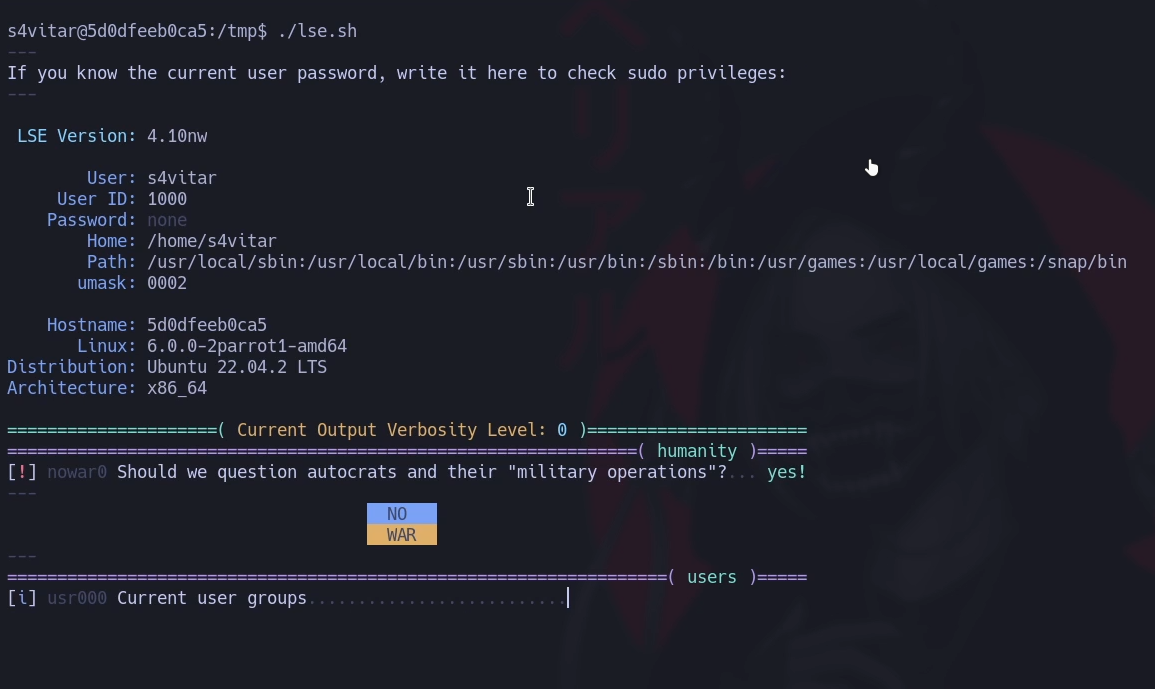 s4vitar@5d0dfeeb0ca5:/tmp$ ./lse.sh
---
If you know the current user password, write it here to check sudo privileges:
---
LSE Version: 4.10nw
User: s4vitar
User ID: 1000
Password: none
Home: /home/s4vitar
Path: /usr/local/sbin:/usr/local/bin:/usr/sbin:/usr/bin:/sbin:/bin:/usr/games:/usr/local/games:/snap/bin
umask: 0002
Hostname: 5d0dfeeb0ca5
Linux: 6.0.0-2parrot1-amd64
Distribution: Ubuntu 22.04.2 LTS
Architecture: x86_64
=====================( Current Output Verbosity Level: 0 )======================
===============================================================( humanity )=====
[!] nowar0 Should we question autocrats and their "military operations"?... yes!
---
NO
WAR
---
==================================================================( users )=====
[i] usr000 Current user groups..........................